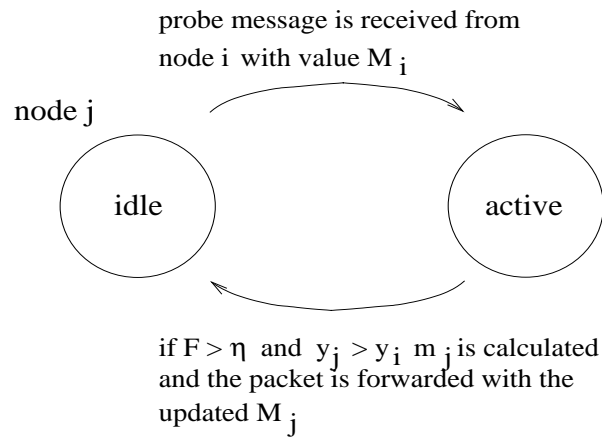 probe message is received from
node i with value M i
node j
idle
active
if F > η and y j > y i m j is calculated
and the packet is forwarded with the
updated M j